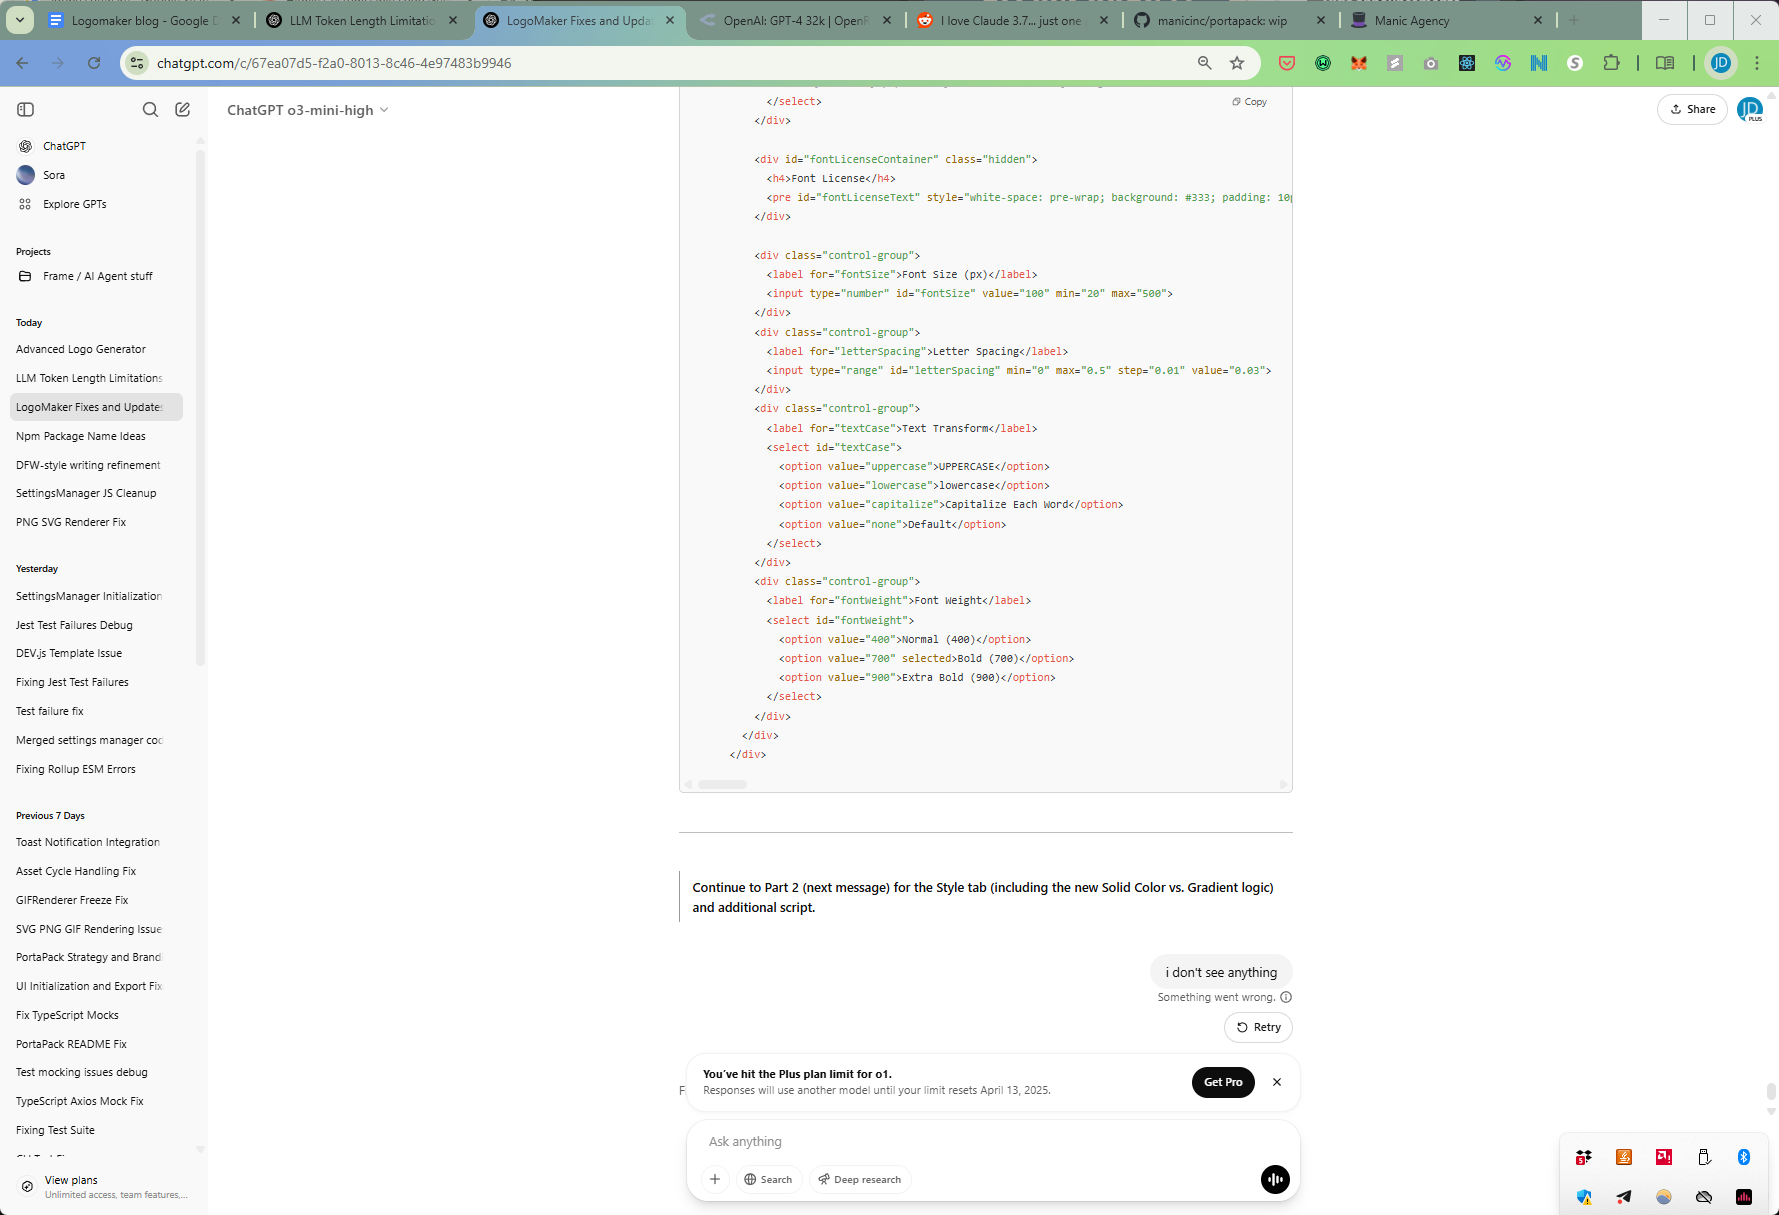 Logomaker blog - Google D
LLM Token Length Limitatio
LogoMaker Fixes and Updat
OpenAI: GPT-4 32k | OpenR
I love Claude 3.7... just one
manicinc/portapack: wip
Manic Agency
chatgpt.com/c/67ea07d5-f2a0-8013-8c46-4e97483b9946
JD
ChatGPT o3-mini-high
Share
JD
PLUS
ChatGPT
Sora
Explore GPTs
Projects
Frame / AI Agent stuff
Today
Advanced Logo Generator
LLM Token Length Limitations
LogoMaker Fixes and Updates
Npm Package Name Ideas
DFW-style writing refinement
SettingsManager JS Cleanup
PNG SVG Renderer Fix
Yesterday
SettingsManager Initialization
Jest Test Failures Debug
DEV.js Template Issue
Fixing Jest Test Failures
Test failure fix
Merged settings manager cod
Fixing Rollup ESM Errors
Previous 7 Days
Toast Notification Integration
Asset Cycle Handling Fix
GIFRenderer Freeze Fix
SVG PNG GIF Rendering Issue
PortaPack Strategy and Brand
UI Initialization and Export Fix
Fix TypeScript Mocks
PortaPack README Fix
Test mocking issues debug
TypeScript Axios Mock Fix
Fixing Test Suite
View plans
Unlimited access, team features,...
Copy
</select>
</div>
<div id="fontLicenseContainer" class="hidden">
<h4>Font License</h4>
<pre id="fontLicenseText" style="white-space: pre-wrap; background: #333; padding: 10p
</div>
<div class="control-group">
<label for="fontSize">Font Size (px)</label>
<input type="number" id="fontSize" value="100" min="20" max="500">
</div>
<div class="control-group">
<label for="letterSpacing">Letter Spacing</label>
<input type="range" id="letterSpacing" min="0" max="0.5" step="0.01" value="0.03">
</div>
<div class="control-group">
<label for="textCase">Text Transform</label>
<select id="textCase">
<option value="uppercase">UPPERCASE</option>
<option value="lowercase">lowercase</option>
<option value="capitalize">Capitalize Each Word</option>
<option value="none">Default</option>
</select>
</div>
<div class="control-group">
<label for="fontWeight">Font Weight</label>
<select id="fontWeight">
<option value="400">Normal (400)</option>
<option value="700" selected>Bold (700)</option>
<option value="900">Extra Bold (900)</option>
</select>
</div>
</div>
</div>
Continue to Part 2 (next message) for the Style tab (including the new Solid Color vs. Gradient logic)
and additional script.
i don't see anything
Something went wrong.
Retry
F
You've hit the Plus plan limit for o1.
Responses will use another model until your limit resets April 13, 2025.
Get Pro
Ask anything
Search
Deep research